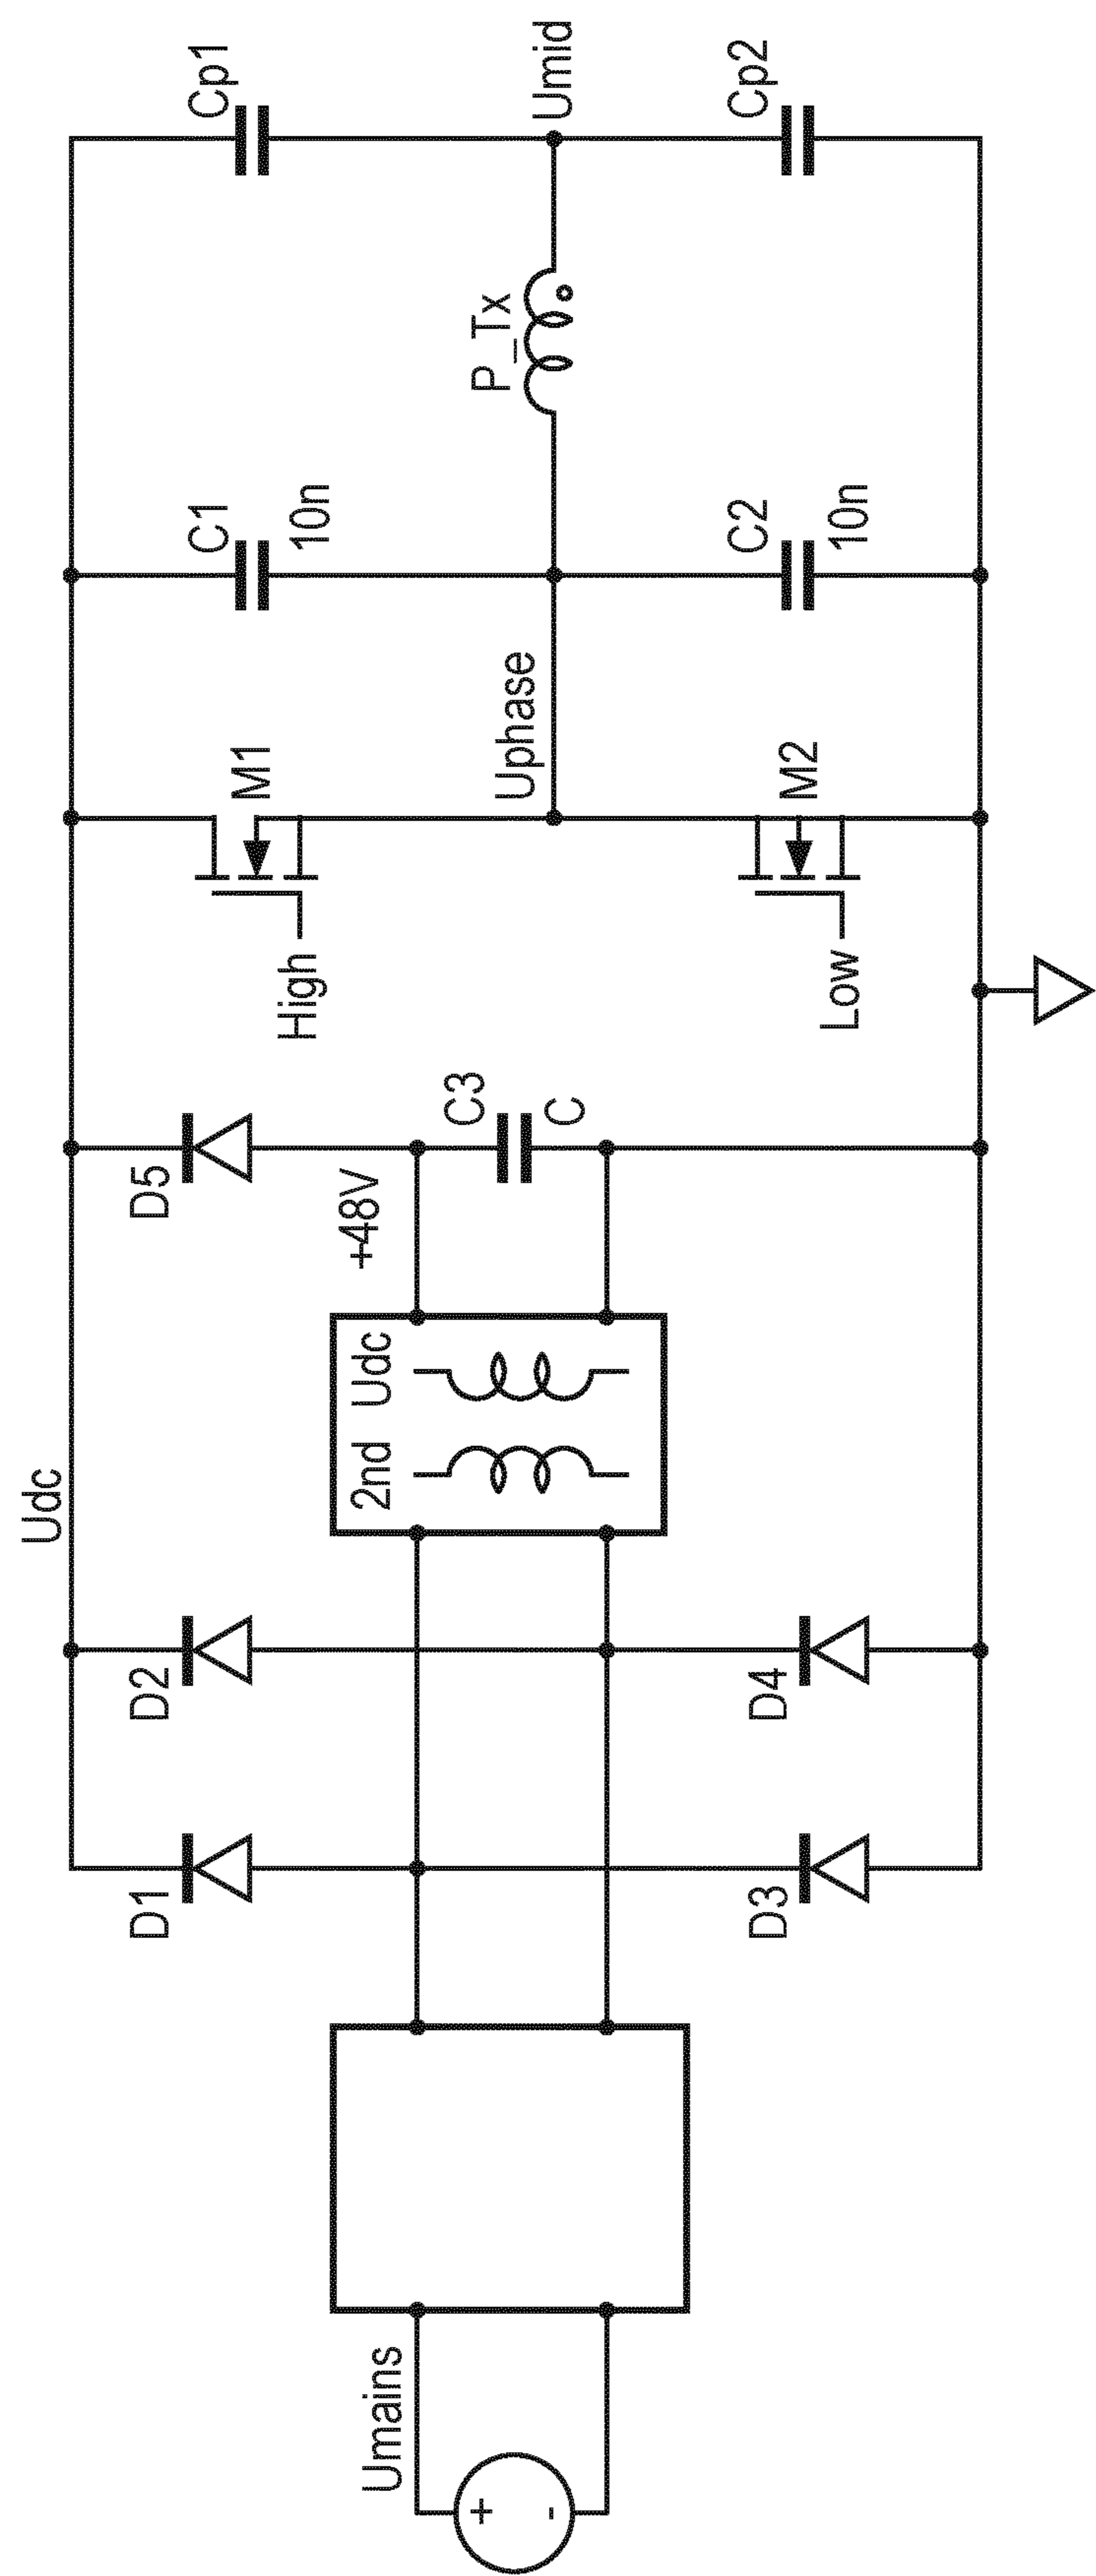 Umains
+
-
D1
D3
D2
D4
Udc
2nd Udc
+48V
D5
C3
C
High
M1
Low
M2
Uphase
C1
10n
C2
10n
P_Tx
Cp1
Umid
Cp2